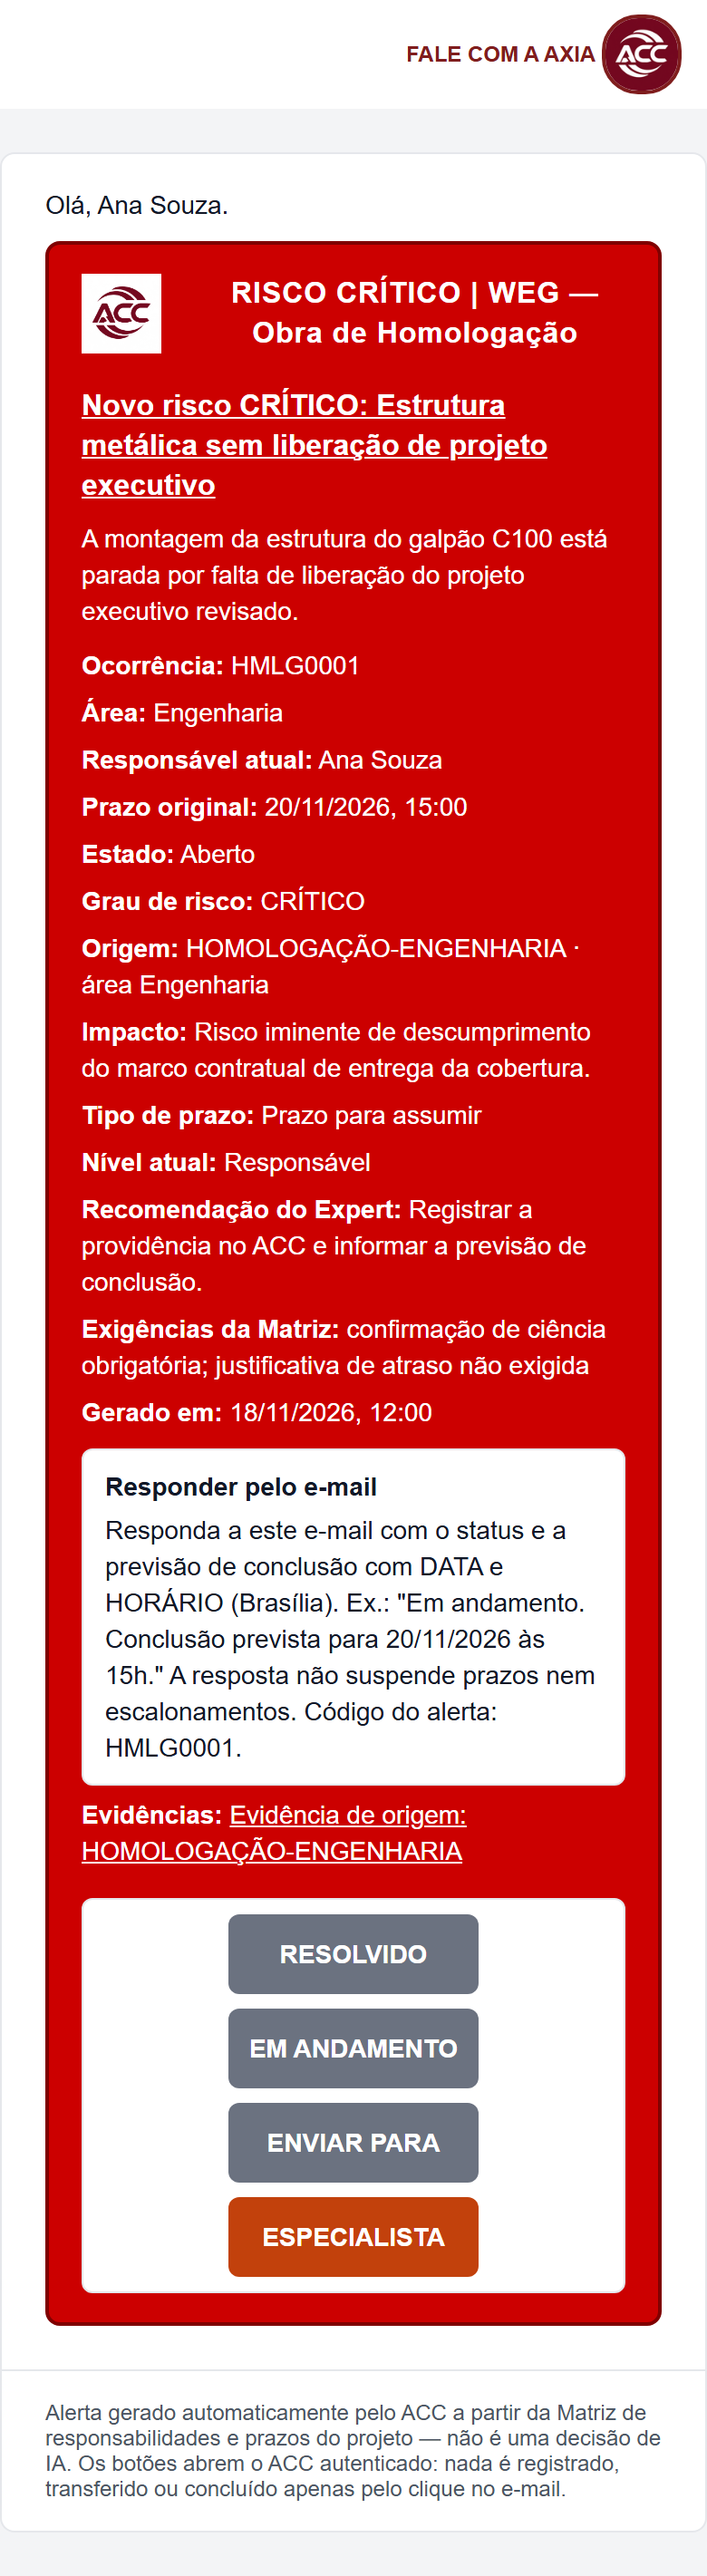 FALE COM A AXIA
ACC
Olá, Ana Souza.
ACC
RISCO CRÍTICO | WEG —
Obra de Homologação
Novo risco CRÍTICO: Estrutura
metálica sem liberação de projeto
executivo
A montagem da estrutura do galpão C100 está
parada por falta de liberação do projeto
executivo revisado.
Ocorrência: HMLG0001
Área: Engenharia
Responsável atual: Ana Souza
Prazo original: 20/11/2026, 15:00
Estado: Aberto
Grau de risco: CRÍTICO
Origem: HOMOLOGAÇÃO-ENGENHARIA ·
área Engenharia
Impacto: Risco iminente de descumprimento
do marco contratual de entrega da cobertura.
Tipo de prazo: Prazo para assumir
Nível atual: Responsável
Recomendação do Expert: Registrar a
providência no ACC e informar a previsão de
conclusão.
Exigências da Matriz: confirmação de ciência
obrigatória; justificativa de atraso não exigida
Gerado em: 18/11/2026, 12:00
Responder pelo e-mail
Responda a este e-mail com o status e a
previsão de conclusão com DATA e
HORÁRIO (Brasília). Ex.: "Em andamento.
Conclusão prevista para 20/11/2026 às
15h." A resposta não suspende prazos nem
escalonamentos. Código do alerta:
HMLG0001.
Evidências: Evidência de origem:
HOMOLOGAÇÃO-ENGENHARIA
RESOLVIDO
EM ANDAMENTO
ENVIAR PARA
ESPECIALISTA
Alerta gerado automaticamente pelo ACC a partir da Matriz de
responsabilidades e prazos do projeto — não é uma decisão de
IA. Os botões abrem o ACC autenticado: nada é registrado,
transferido ou concluído apenas pelo clique no e-mail.